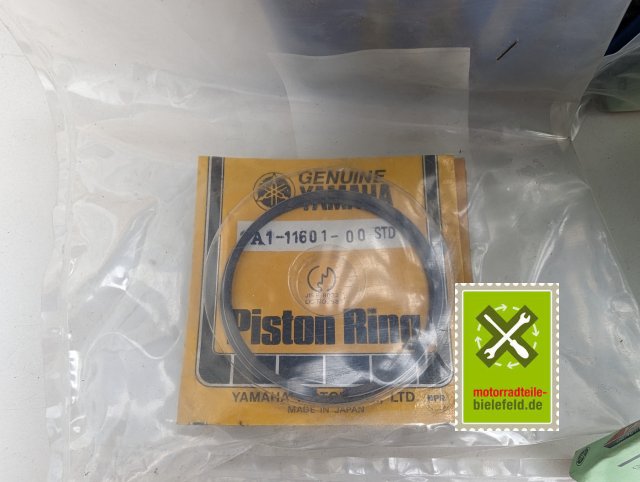 GENUINE
YAMAHA
A1-11601-00 STD
Piston Ring
YAMAHA
LTD
MADE IN JAPAN
motorradteile-
bielefeld.de